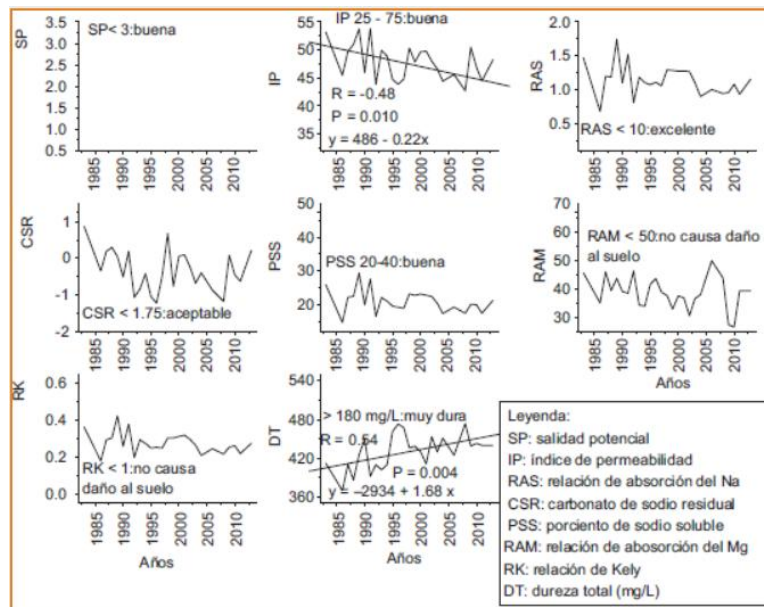 SP
3.5
3.0
2.5
2.0
1.5
1.0
0.5
SP< 3:buena
1985
1990
1995
2000
2005
2010
IP
55
50
45
40
35
IP 25 - 75:buena
R = -0.48
P = 0.010
y = 486 - 0.22x
1985
1990
1995
2000
2005
2010
RAS
2.0
1.5
1.0
0.5
0.0
RAS < 10:excelente
1985
1990
1995
2000
2005
2010
CSR
1
0
-1
-2
CSR < 1.75:aceptable
1985
1990
1995
2000
2005
2010
PSS
50
40
30
20
10
PSS 20-40:buena
1985
1990
1995
2000
2005
2010
RAM
70
60
50
40
30
RAM < 50:no causa daño
al suelo
1985
1990
1995
2000
2005
2010
Años
RK
0.6
0.4
0.2
0.0
RK < 1:no causa
daño al suelo
1985
1990
1995
2000
2005
2010
Años
DT
540
480
420
360
> 180 mg/L:muy dura
R = 0.54
P = 0.004
y = –2934 + 1.68 x
1985
1990
1995
2000
2005
2010
Años
Leyenda:
SP: salidad potencial
IP: índice de permeabilidad
RAS: relación de absorción del Na
CSR: carbonato de sodio residual
PSS: porciento de sodio soluble
RAM: relación de abosorción del Mg
RK: relación de Kely
DT: dureza total (mg/L)